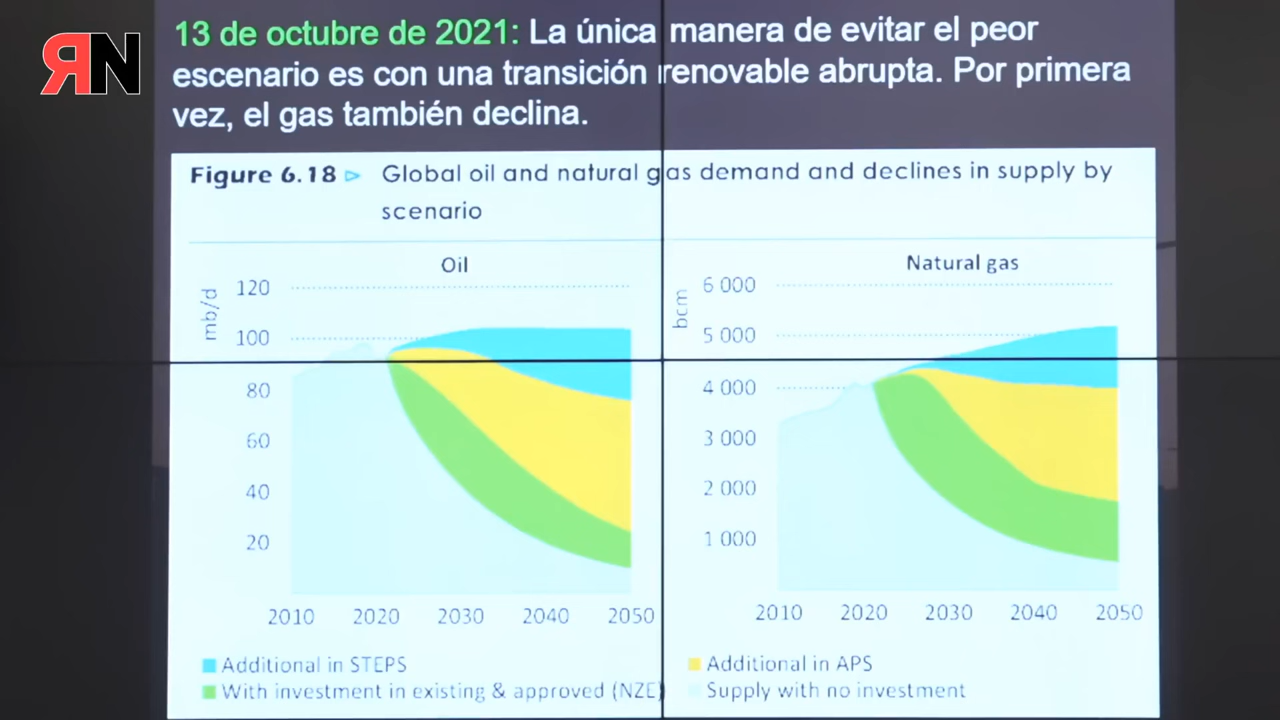 RN
13 de octubre de 2021: La única manera de evitar el peor
escenario es con una transición renovable abrupta. Por primera
vez, el gas también declina.
Figure 6.18 ▷ Global oil and natural gas demand and declines in supply by
scenario
Oil
mb/d
120
100
80
60
40
20
2010 2020 2030 2040 2050
Natural gas
bcm
6 000
5 000
4 000
3 000
2 000
1 000
2010 2020 2030 2040 2050
Additional in STEPS
Additional in APS
With investment in existing & approved (NZE)
Supply with no investment